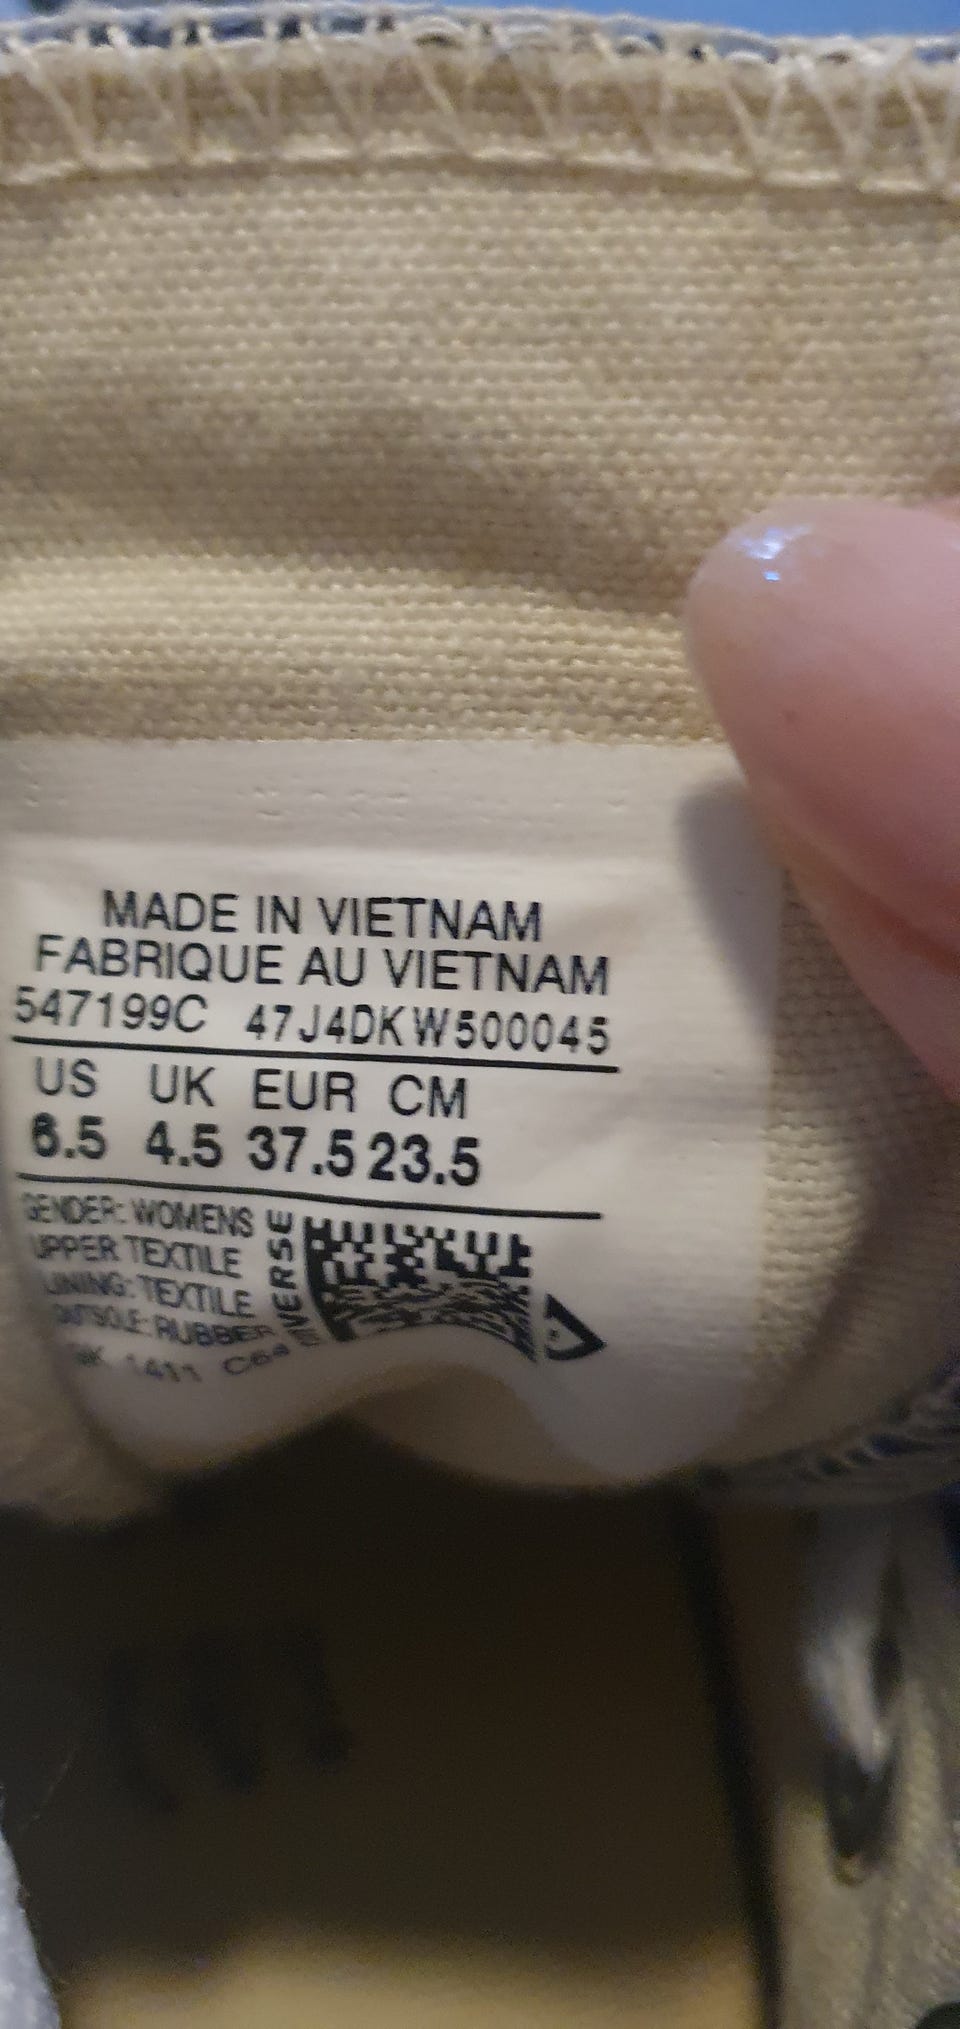 MADE IN VIETNAM
FABRIQUE AU VIETNAM
547199C 47J4DKW500045
US UK EUR CM
6.5 4.5 37.5 23.5
GENDER: WOMENS
UPPER TEXTILE
LINING: TEXTILE
OUTSOLE: RUBBER
1411